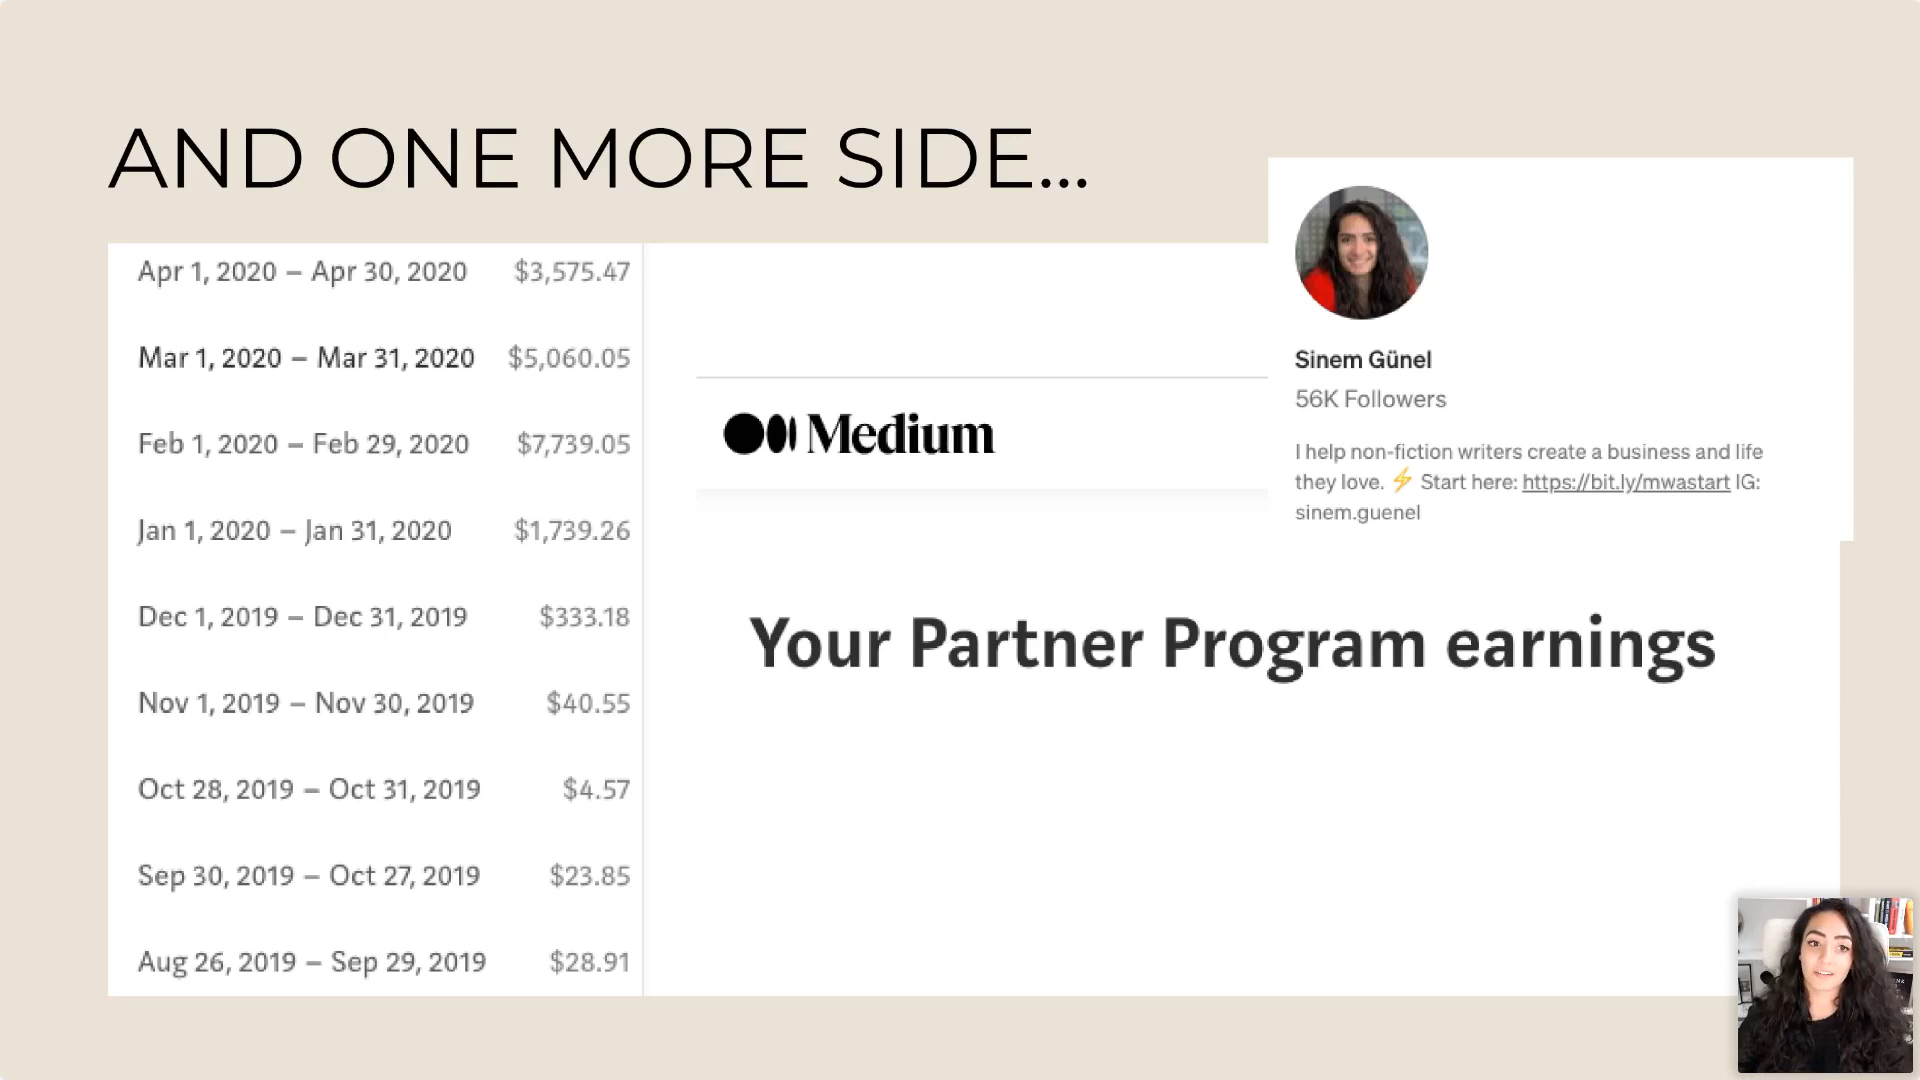 AND ONE MORE SIDE...
Apr 1, 2020 – Apr 30, 2020 $3,575.47
Mar 1, 2020 – Mar 31, 2020 $5,060.05
Feb 1, 2020 – Feb 29, 2020 $7,739.05
Jan 1, 2020 – Jan 31, 2020 $1,739.26
Dec 1, 2019 – Dec 31, 2019 $333.18
Nov 1, 2019 – Nov 30, 2019 $40.55
Oct 28, 2019 – Oct 31, 2019 $4.57
Sep 30, 2019 – Oct 27, 2019 $23.85
Aug 26, 2019 – Sep 29, 2019 $28.91
Medium
Your Partner Program earnings
Sinem Günel
56K Followers
I help non-fiction writers create a business and life
they love. ⚡ Start here: https://bit.ly/mwastart IG:
sinem.guenel